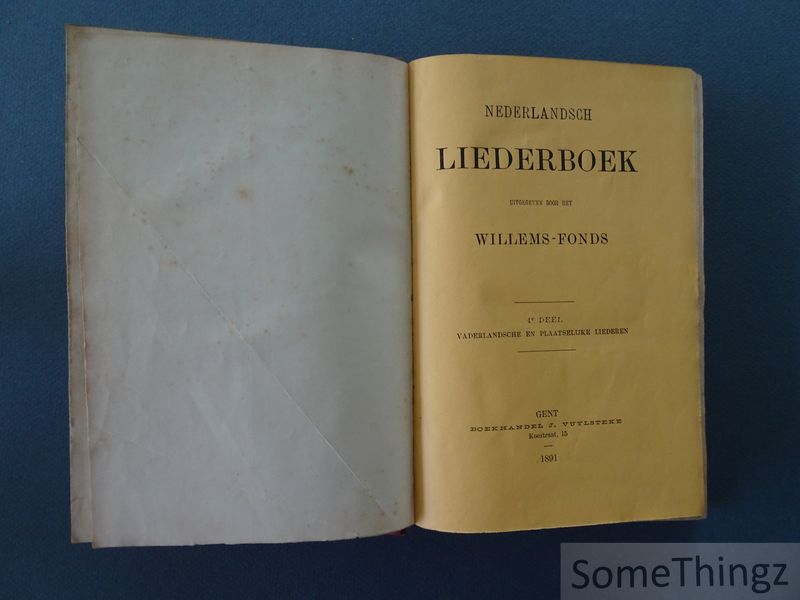 NEDERLANDSCH
LIEDERBOEK
UITGEGEVEN DOOR HET
WILLEMS-FONDS
4e DEEL
VADERLANDSCHE EN PLAATSELIJKE LIEDEREN
GENT
BOEKHANDEL J. VUYLSTEKE
Koestraat, 15
1891
SomeThingz